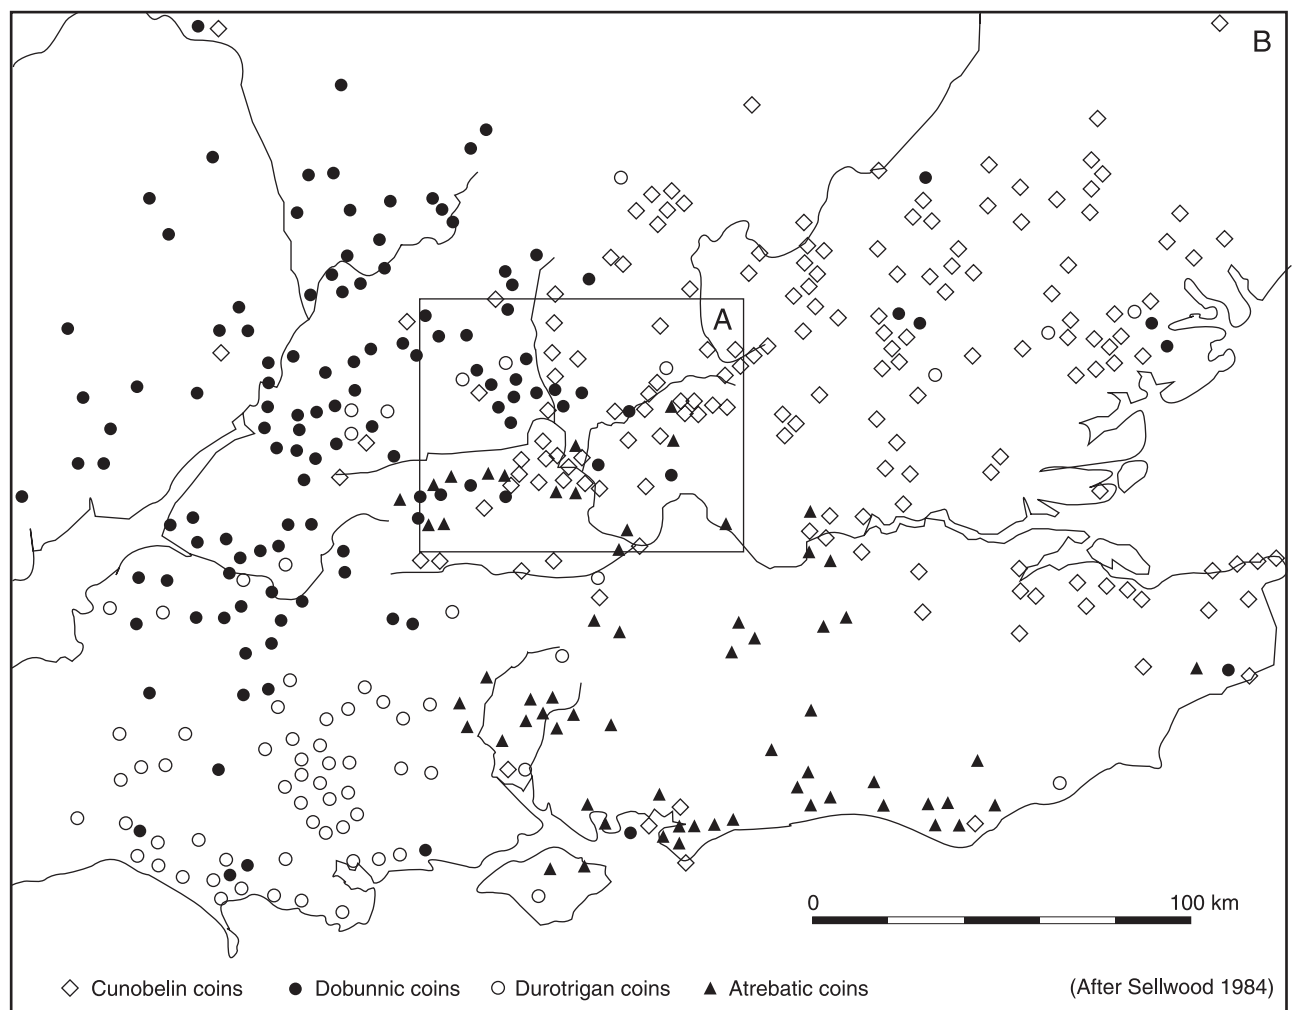 B
A
0 100 km
Cunobelin coins Dobunnic coins Durotrigan coins Atrebatic coins (After Sellwood 1984)